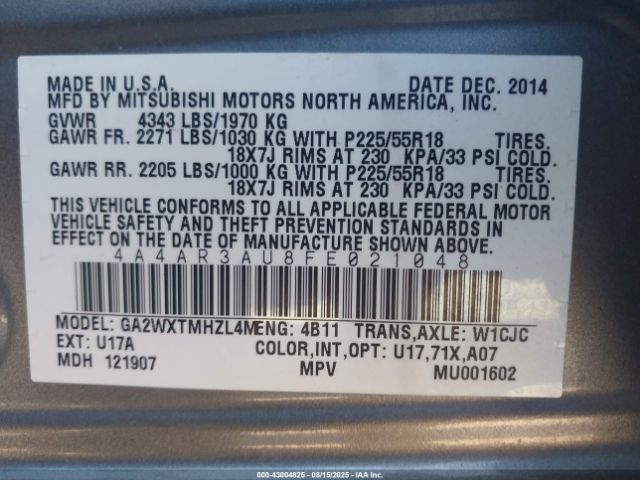 MADE IN U.S.A. DATE DEC. 2014
MFD BY MITSUBISHI MOTORS NORTH AMERICA, INC.
GVWR 4343 LBS/1970 KG
GAWR FR. 2271 LBS/1030 KG WITH P225/55R18 TIRES.
18X7J RIMS AT 230 KPA/33 PSI COLD.
GAWR RR. 2205 LBS/1000 KG WITH P225/55R18 TIRES.
18X7J RIMS AT 230 KPA/33 PSI COLD.
THIS VEHICLE CONFORMS TO ALL APPLICABLE FEDERAL MOTOR
VEHICLE SAFETY AND THEFT PREVENTION STANDARDS IN
EFFECT ON THE DATE OF MANUFACTURE SHOWN ABOVE.
4A4AR3AU8FE021048
MODEL: GA2WXTMHZL4M ENG: 4B11 TRANS,AXLE: W1CJC
EXT: U17A COLOR,INT,OPT: U17,71X,A07
MDH 121907 MPV MU001602
000-43004825 - 08/15/2025 - IAA Inc.